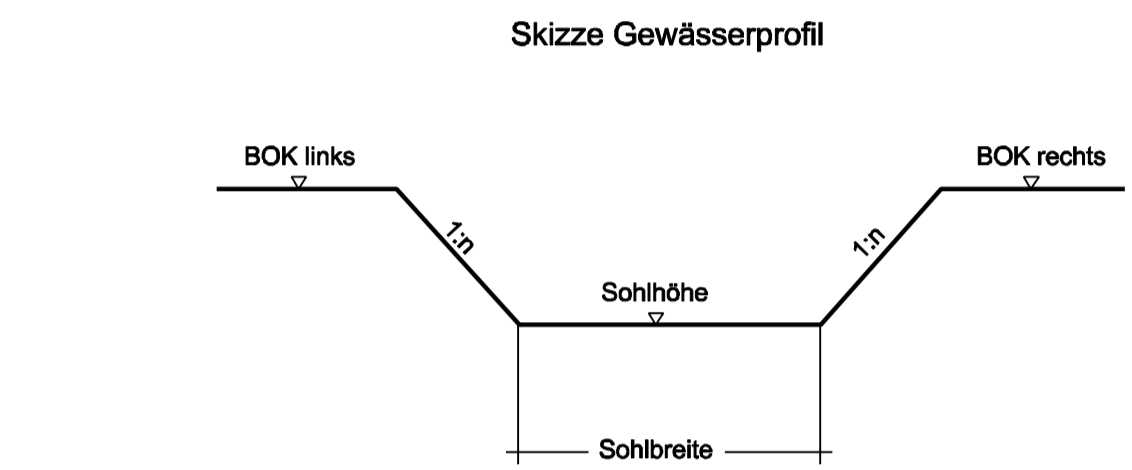 Skizze Gewässerprofil
BOK links
BOK rechts
1:n
1:n
Sohlhöhe
Sohlbreite